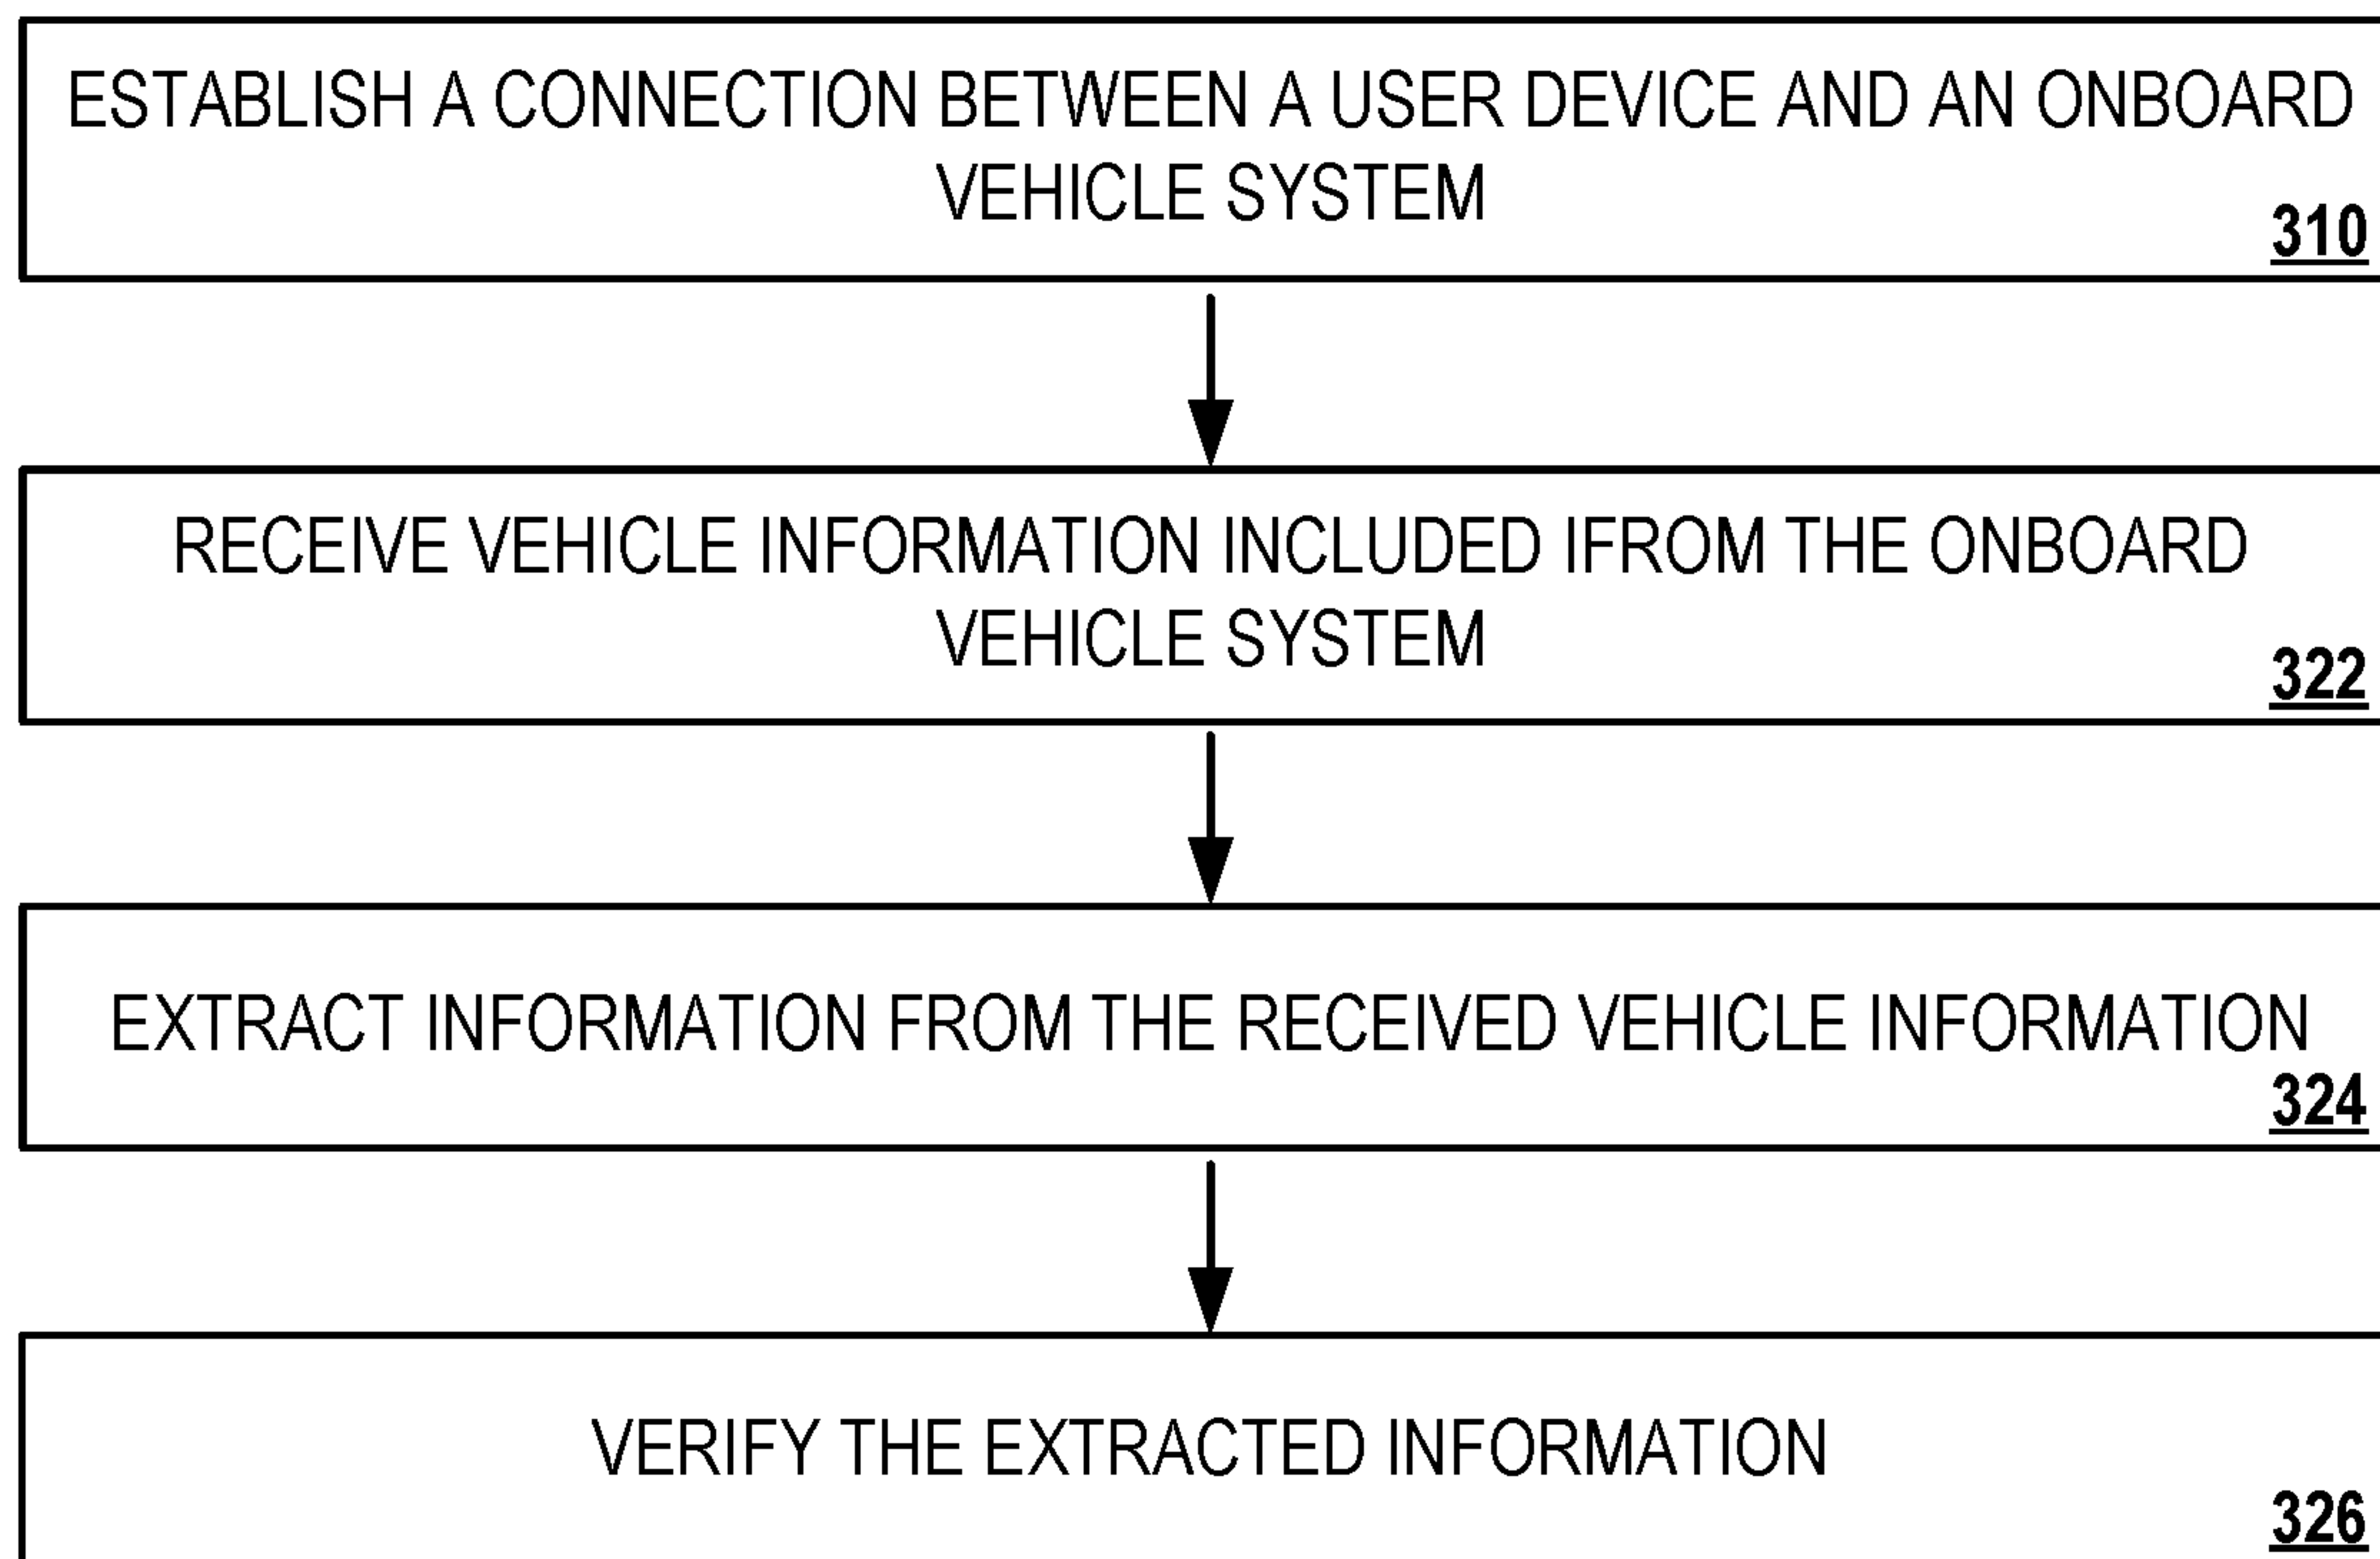 ESTABLISH A CONNECTION BETWEEN A USER DEVICE AND AN ONBOARD
VEHICLE SYSTEM
310
RECEIVE VEHICLE INFORMATION INCLUDED IFROM THE ONBOARD
VEHICLE SYSTEM
322
EXTRACT INFORMATION FROM THE RECEIVED VEHICLE INFORMATION
324
VERIFY THE EXTRACTED INFORMATION
326